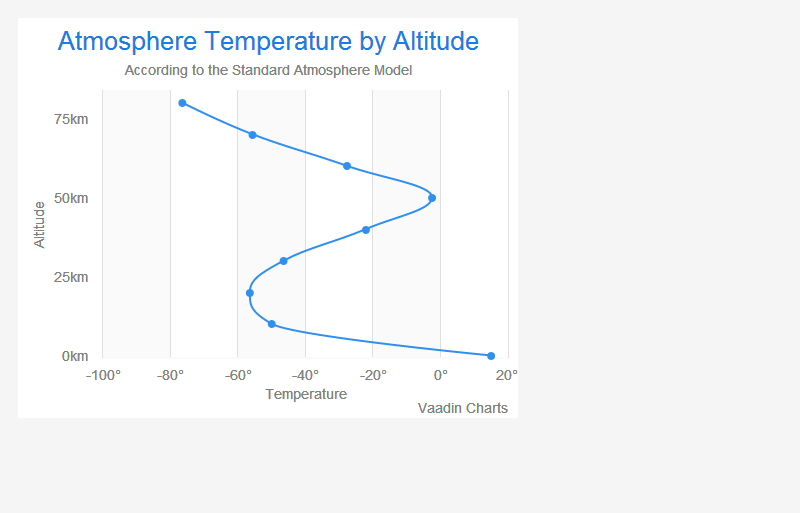 Atmosphere Temperature by Altitude
According to the Standard Atmosphere Model
75km
50km
Altitude
25km
0km
-100° -80° -60° -40° -20° 0° 20°
Temperature
Vaadin Charts